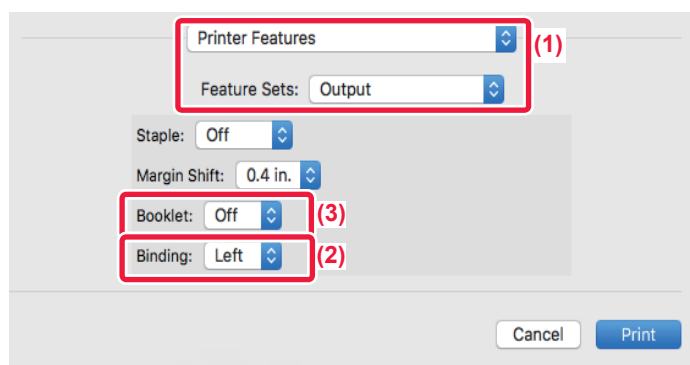 Printer Features
(1)
Feature Sets: Output
Staple: Off
Margin Shift: 0.4 in.
Booklet: Off
(3)
Binding: Left
(2)
Cancel Print